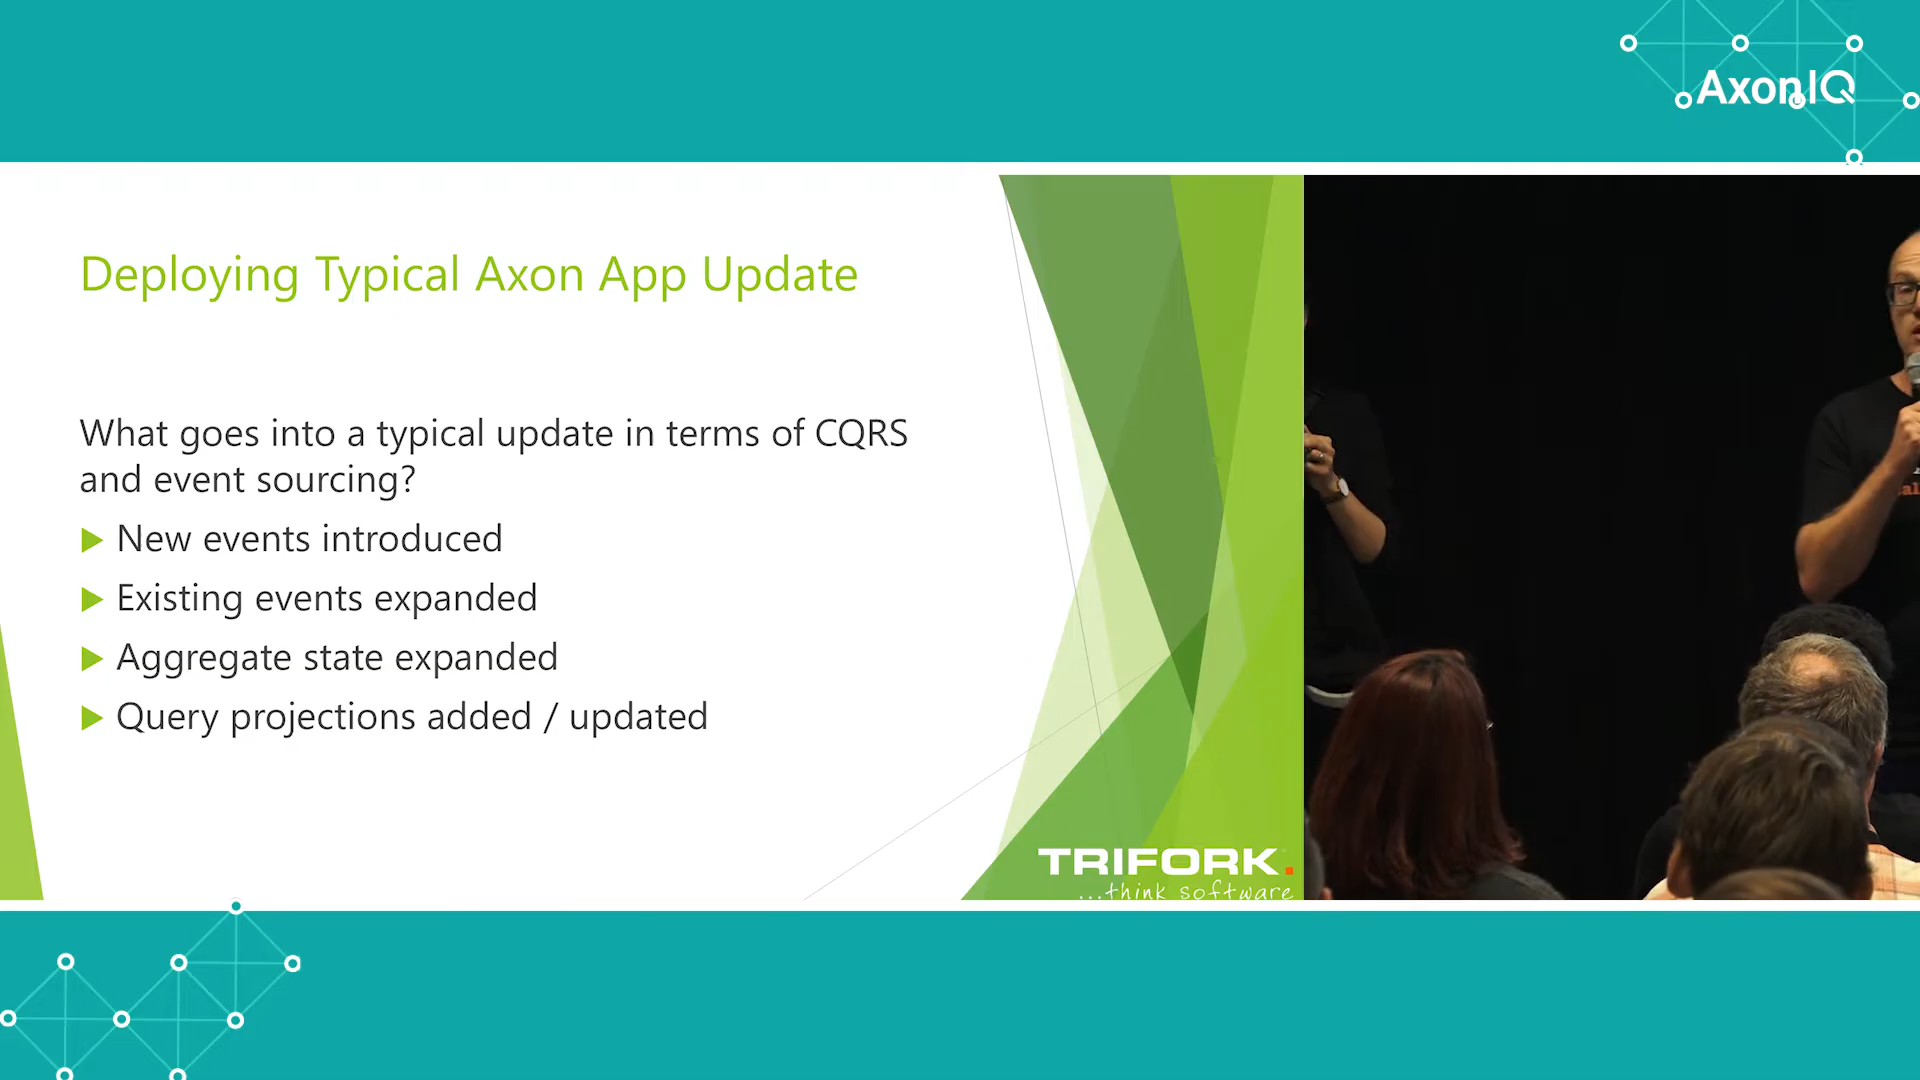 AxonIQ
Deploying Typical Axon App Update
What goes into a typical update in terms of CQRS
and event sourcing?
New events introduced
Existing events expanded
Aggregate state expanded
Query projections added / updated
TRIFORK.
...think software